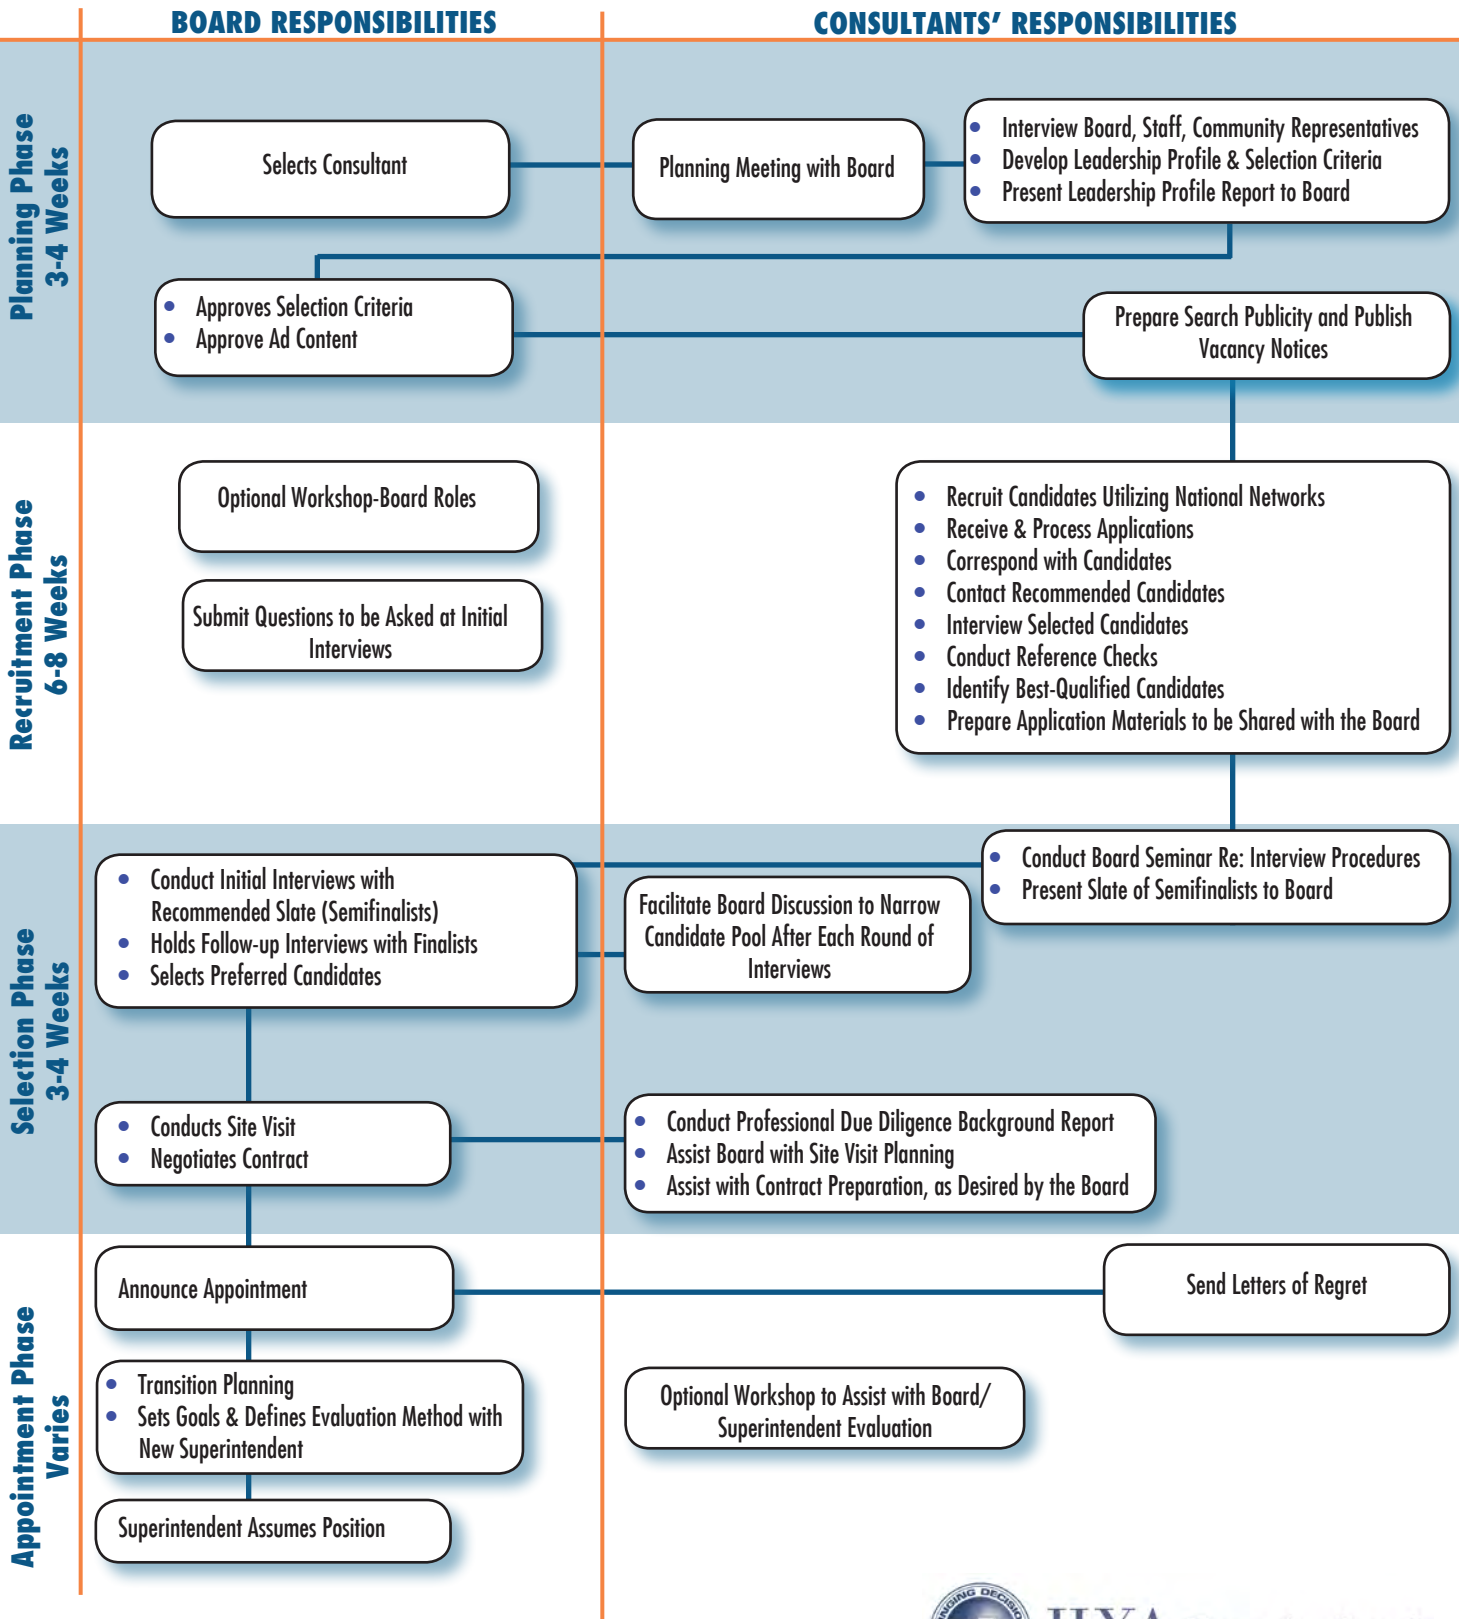 BOARD RESPONSIBILITIES
CONSULTANTS’ RESPONSIBILITIES
Planning Phase
3-4 Weeks
Selects Consultant
Planning Meeting with Board
• Interview Board, Staff, Community Representatives
• Develop Leadership Profile & Selection Criteria
• Present Leadership Profile Report to Board
• Approves Selection Criteria
• Approve Ad Content
Prepare Search Publicity and Publish
Vacancy Notices
Recruitment Phase
6-8 Weeks
Optional Workshop-Board Roles
Submit Questions to be Asked at Initial
Interviews
• Recruit Candidates Utilizing National Networks
• Receive & Process Applications
• Correspond with Candidates
• Contact Recommended Candidates
• Interview Selected Candidates
• Conduct Reference Checks
• Identify Best-Qualified Candidates
• Prepare Application Materials to be Shared with the Board
Selection Phase
3-4 Weeks
• Conduct Initial Interviews with
Recommended Slate (Semifinalists)
• Holds Follow-up Interviews with Finalists
• Selects Preferred Candidates
Facilitate Board Discussion to Narrow
Candidate Pool After Each Round of
Interviews
• Conduct Board Seminar Re: Interview Procedures
• Present Slate of Semifinalists to Board
• Conducts Site Visit
• Negotiates Contract
• Conduct Professional Due Diligence Background Report
• Assist Board with Site Visit Planning
• Assist with Contract Preparation, as Desired by the Board
Appointment Phase
Varies
Announce Appointment
Send Letters of Regret
• Transition Planning
• Sets Goals & Defines Evaluation Method with
New Superintendent
Optional Workshop to Assist with Board/
Superintendent Evaluation
Superintendent Assumes Position